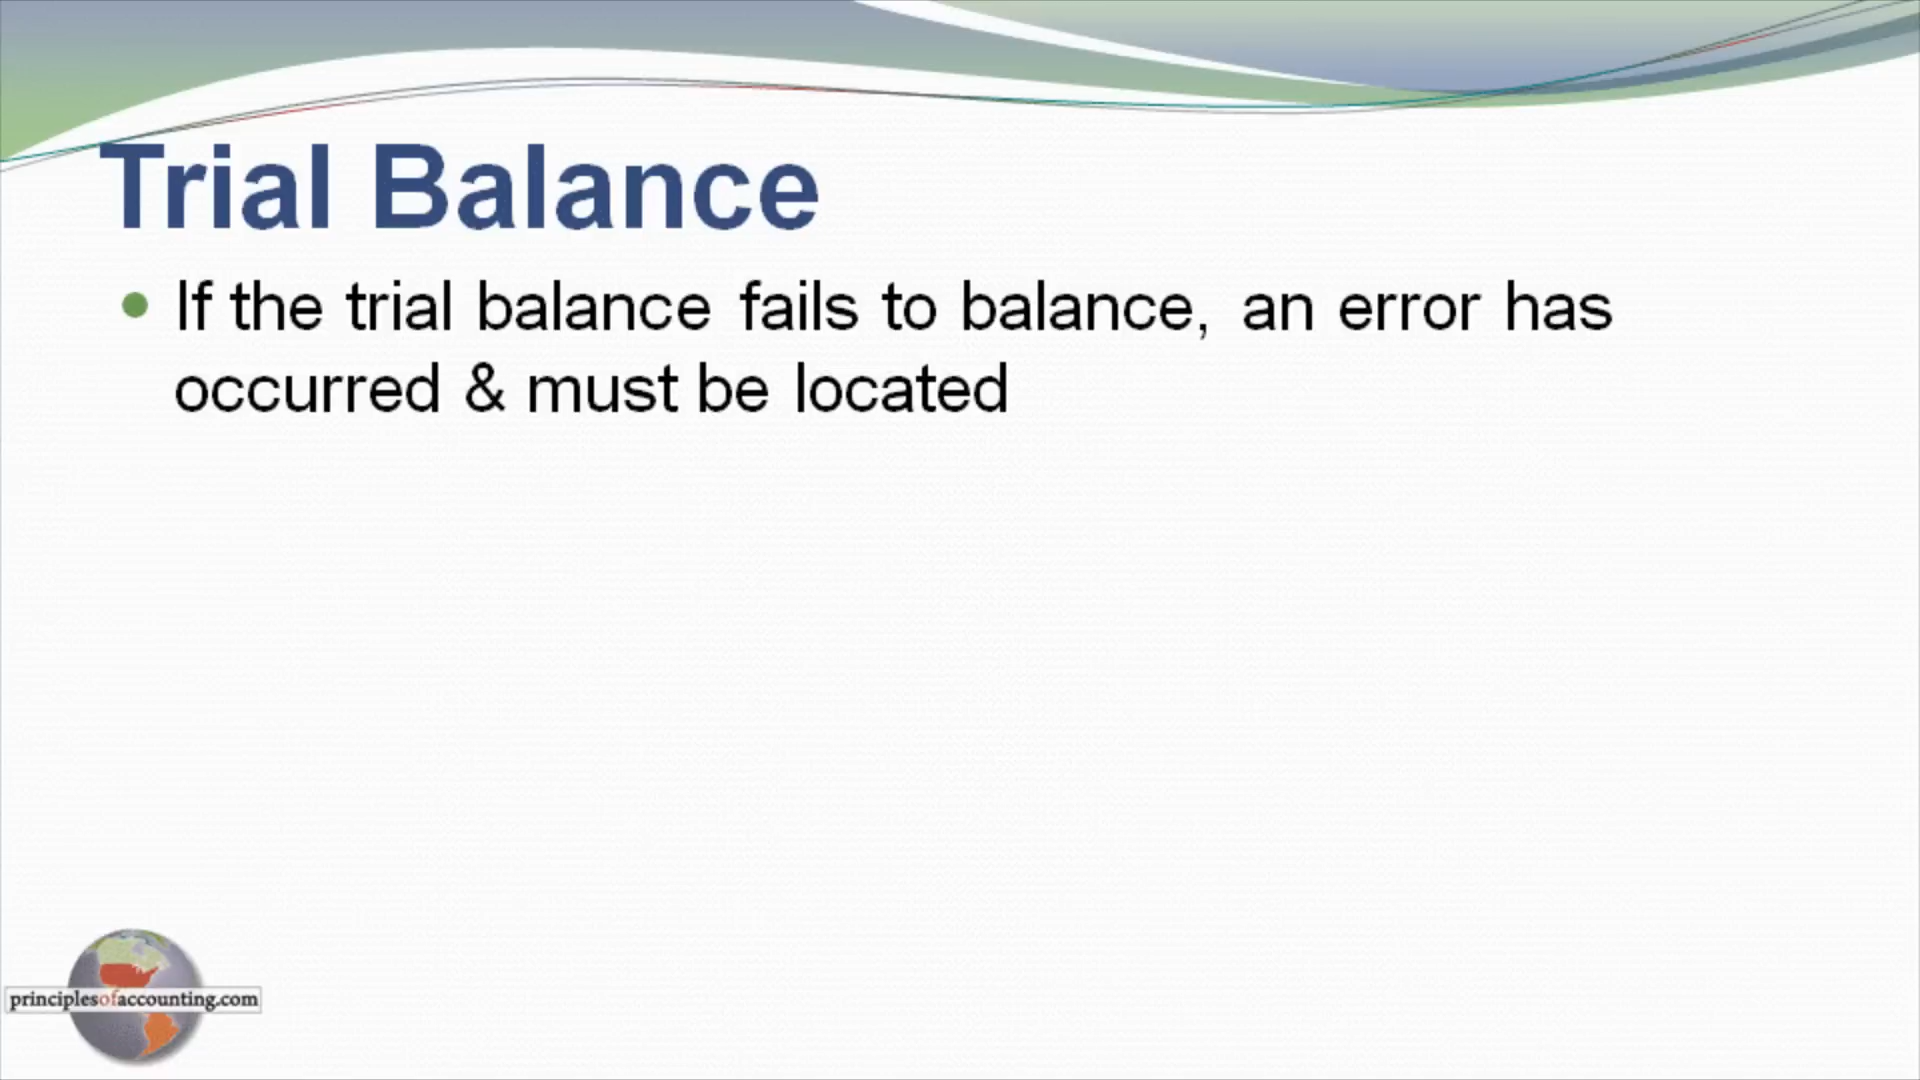 Trial Balance
If the trial balance fails to balance, an error has
occurred & must be located
principlesofaccounting.com